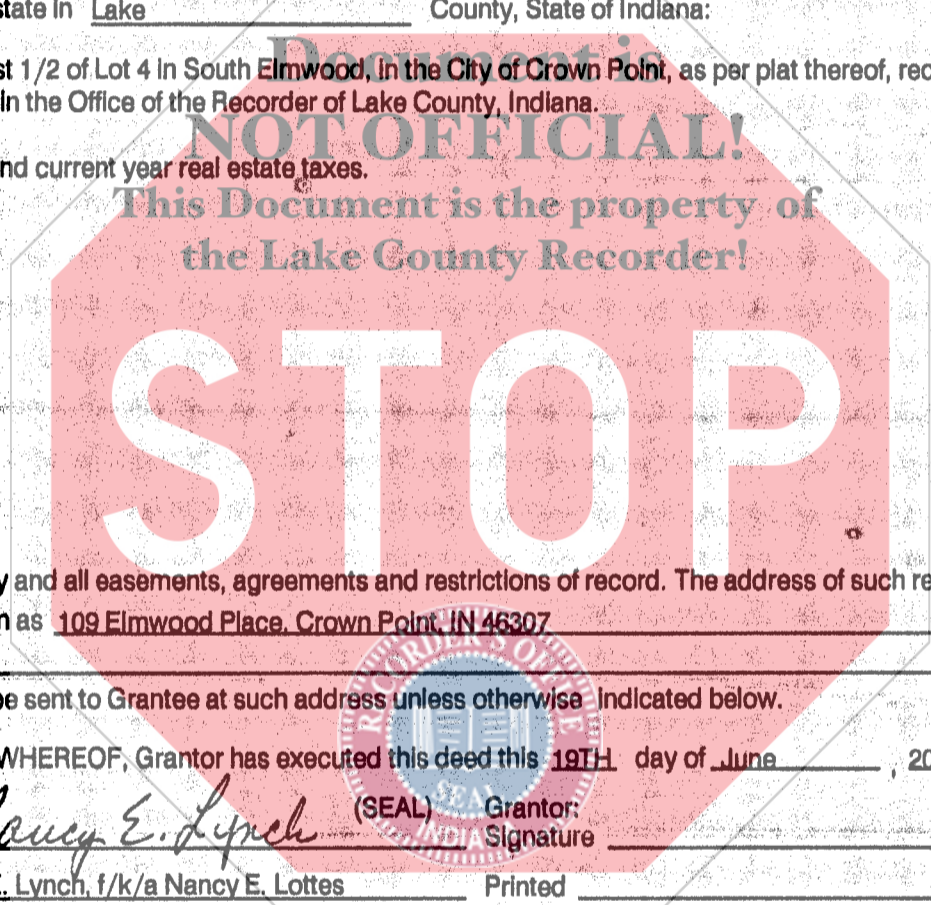 state in Lake County, State of Indiana:
Document is
st 1/2 of Lot 4 in South Elmwood, in the City of Crown Point, as per plat thereof, rec
in the Office of the Recorder of Lake County, Indiana.
NOT OFFICIAL!
nd current year real estate taxes.
This Document is the property of
the Lake County Recorder!
STOP
y and all easements, agreements and restrictions of record. The address of such re
n as 109 Elmwood Place, Crown Point, IN 46307
RECORDER'S OFFICE
be sent to Grantee at such address unless otherwise indicated below.
WHEREOF, Grantor has executed this deed this 19TH day of June , 20
SEAL
INDIANA
ancy E. Lynch (SEAL) Grantor:
Signature
E. Lynch, f/k/a Nancy E. Lottes Printed